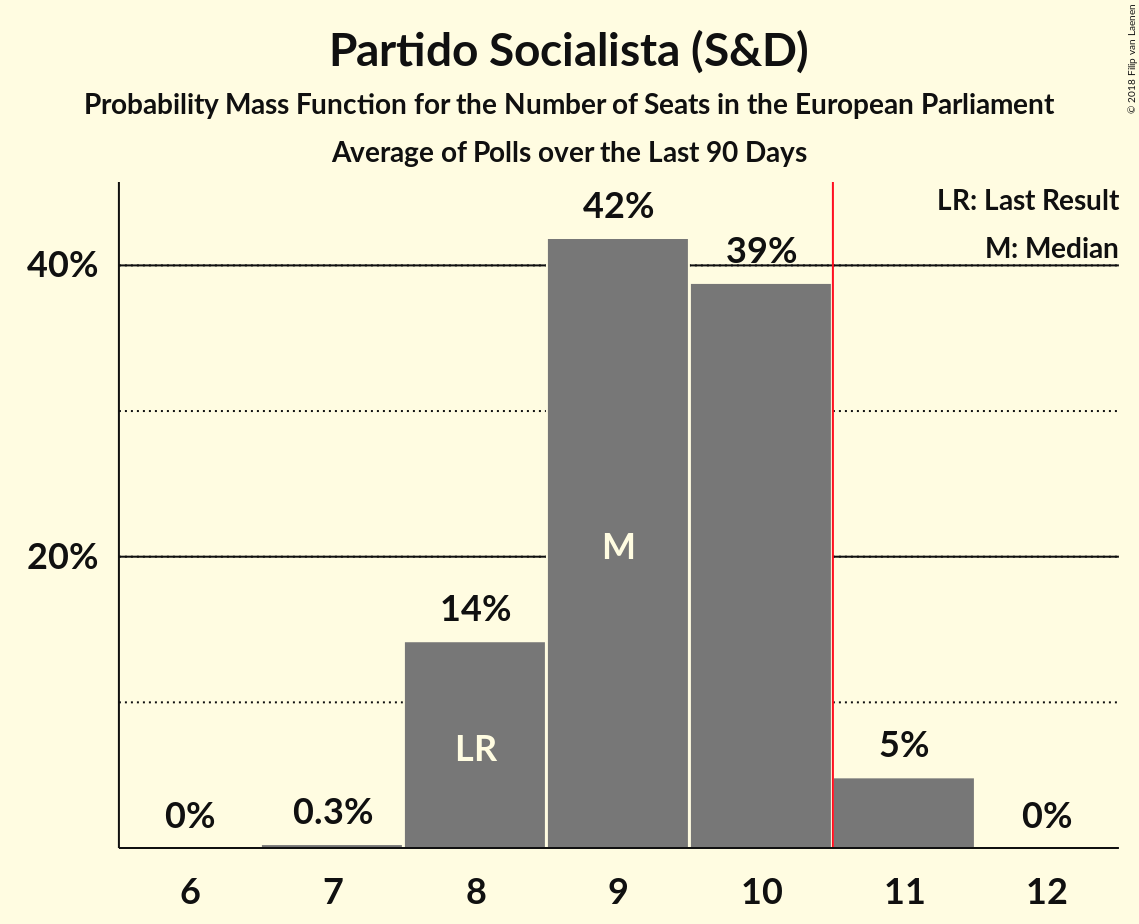 Partido Socialista (S&D)
Probability Mass Function for the Number of Seats in the European Parliament
Average of Polls over the Last 90 Days
© 2018 Filip van Laenen
LR: Last Result
M: Median
40%
20%
0%
0.3%
14%
42%
39%
5%
0%
LR
M
6
7
8
9
10
11
12